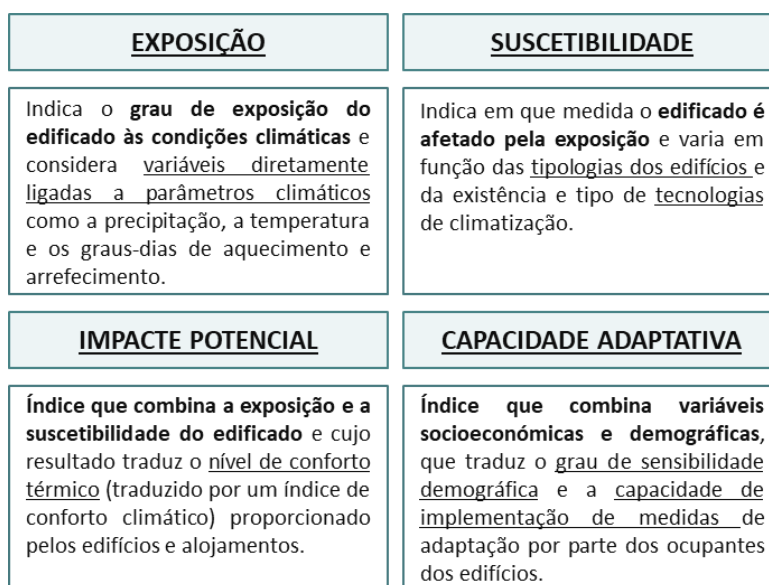 EXPOSIÇÃO
Indica o grau de exposição do
edificado às condições climáticas e
considera variáveis diretamente
ligadas a parâmetros climáticos
como a precipitação, a temperatura
e os graus-dias de aquecimento e
arrefecimento.
SUSCETIBILIDADE
Indica em que medida o edificado é
afetado pela exposição e varia em
função das tipologias dos edifícios e
da existência e tipo de tecnologias
de climatização.
IMPACTE POTENCIAL
Índice que combina a exposição e a
suscetibilidade do edificado e cujo
resultado traduz o nível de conforto
térmico (traduzido por um índice de
conforto climático) proporcionado
pelos edifícios e alojamentos.
CAPACIDADE ADAPTATIVA
Índice que combina variáveis
socioeconómicas e demográficas,
que traduz o grau de sensibilidade
demográfica e a capacidade de
implementação de medidas de
adaptação por parte dos ocupantes
dos edifícios.